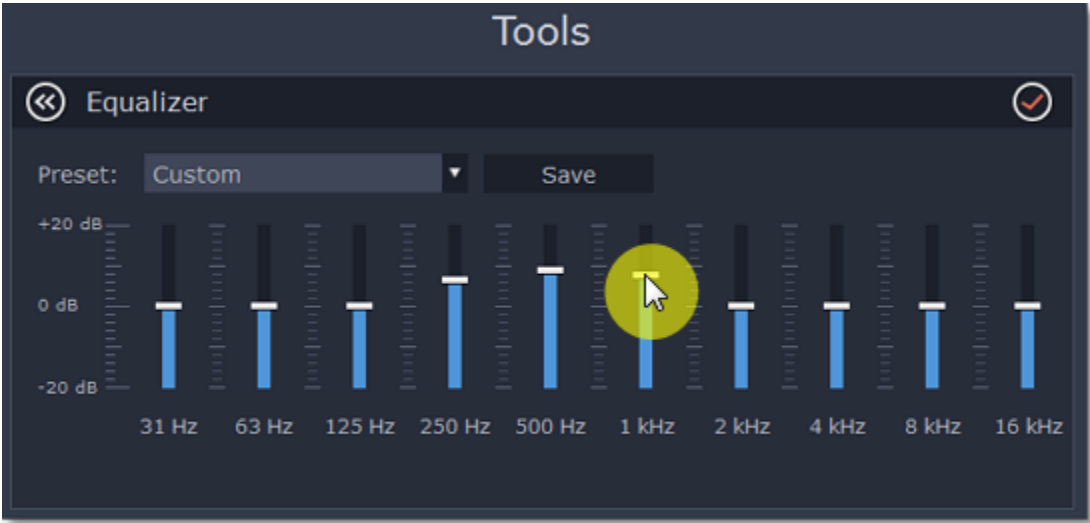 Tools
Equalizer
Preset: Custom Save
+20 dB
0 dB
-20 dB
31 Hz 63 Hz 125 Hz 250 Hz 500 Hz 1 kHz 2 kHz 4 kHz 8 kHz 16 kHz